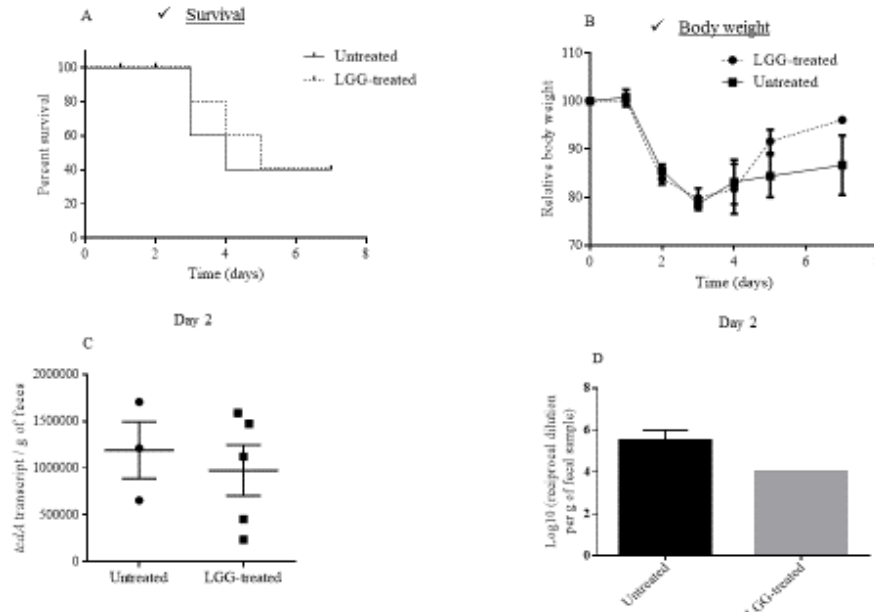 A
✓ Survival
Untreated
LGG-treated
100
80
60
40
20
0
Percent survival
0 2 4 6 8
Time (days)
B
✓ Body weight
LGG-treated
Untreated
110
100
90
80
70
Relative body weight
0 2 4 6
Time (days)
Day 2
C
2000000
1500000
1000000
500000
0
tcdA transcript / g of feces
Untreated LGG-treated
Day 2
D
8
6
4
2
0
Log10 (reciprocal dilution
per g of fecal sample)
Untreated
LGG-treated